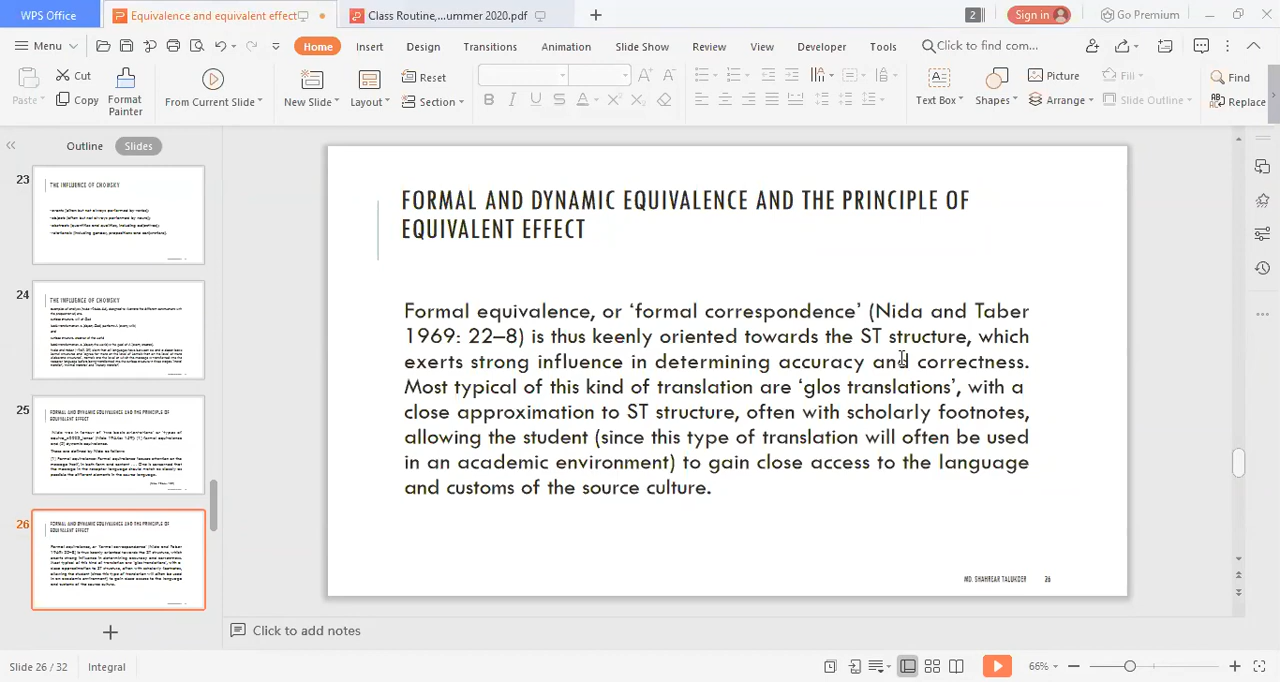 WPS Office
Equivalence and equivalent effect
Class Routine,...ummer 2020.pdf
2
Sign in
Go Premium
Menu
Home
Insert
Design
Transitions
Animation
Slide Show
Review
View
Developer
Tools
Click to find com...
Paste
Cut
Copy
Format
Painter
From Current Slide
New Slide
Layout
Reset
Section
B I U S A
Text Box
Shapes
Picture
Arrange
Fill
Slide Outline
Find
Replace
Outline
Slides
23
THE INFLUENCE OF CHOMSKY
24
THE INFLUENCE OF CHOMSKY
25
FORMAL AND DYNAMIC EQUIVALENCE AND THE PRINCIPLE OF
EQUIVALENT EFFECT
26
FORMAL AND DYNAMIC EQUIVALENCE AND THE PRINCIPLE OF
EQUIVALENT EFFECT
FORMAL AND DYNAMIC EQUIVALENCE AND THE PRINCIPLE OF
EQUIVALENT EFFECT
Formal equivalence, or ‘formal correspondence’ (Nida and Taber
1969: 22–8) is thus keenly oriented towards the ST structure, which
exerts strong influence in determining accuracy and correctness.
Most typical of this kind of translation are ‘glos translations’, with a
close approximation to ST structure, often with scholarly footnotes,
allowing the student (since this type of translation will often be used
in an academic environment) to gain close access to the language
and customs of the source culture.
MD. SHAHREAR TALUKDER 26
Click to add notes
Slide 26 / 32
Integral
66%